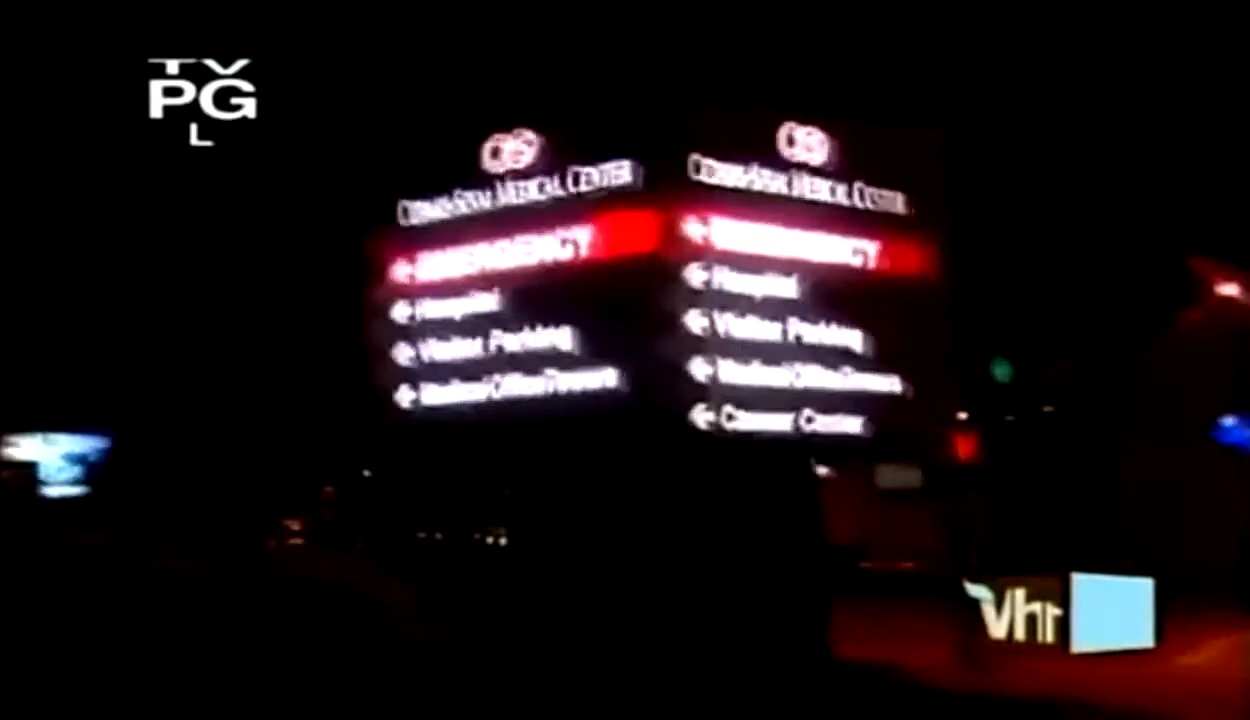 TV
PG
L
CEDARS-SINAI MEDICAL CENTER
← EMERGENCY
← Hospital
← Visitor Parking
← Medical Office Towers
CEDARS-SINAI MEDICAL CENTER
← EMERGENCY
← Hospital
← Visitor Parking
← Medical Office Towers
← Cancer Center
Vh1